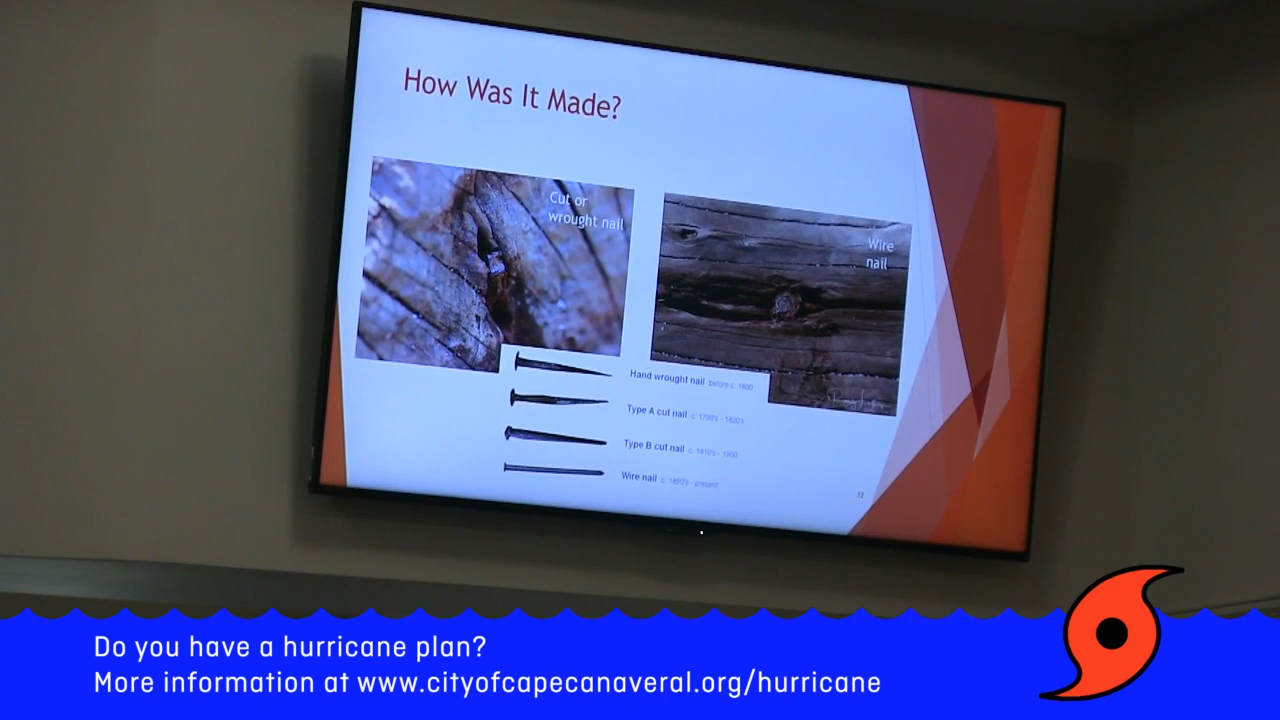 How Was It Made?
Cut or
wrought nail
Wire
nail
Hand wrought nail before c. 1800
Type A cut nail c. 1790's - 1820's
Type B cut nail c. 1810's - 1900
Wire nail c. 1890's - present
12
Do you have a hurricane plan?
More information at www.cityofcapecanaveral.org/hurricane